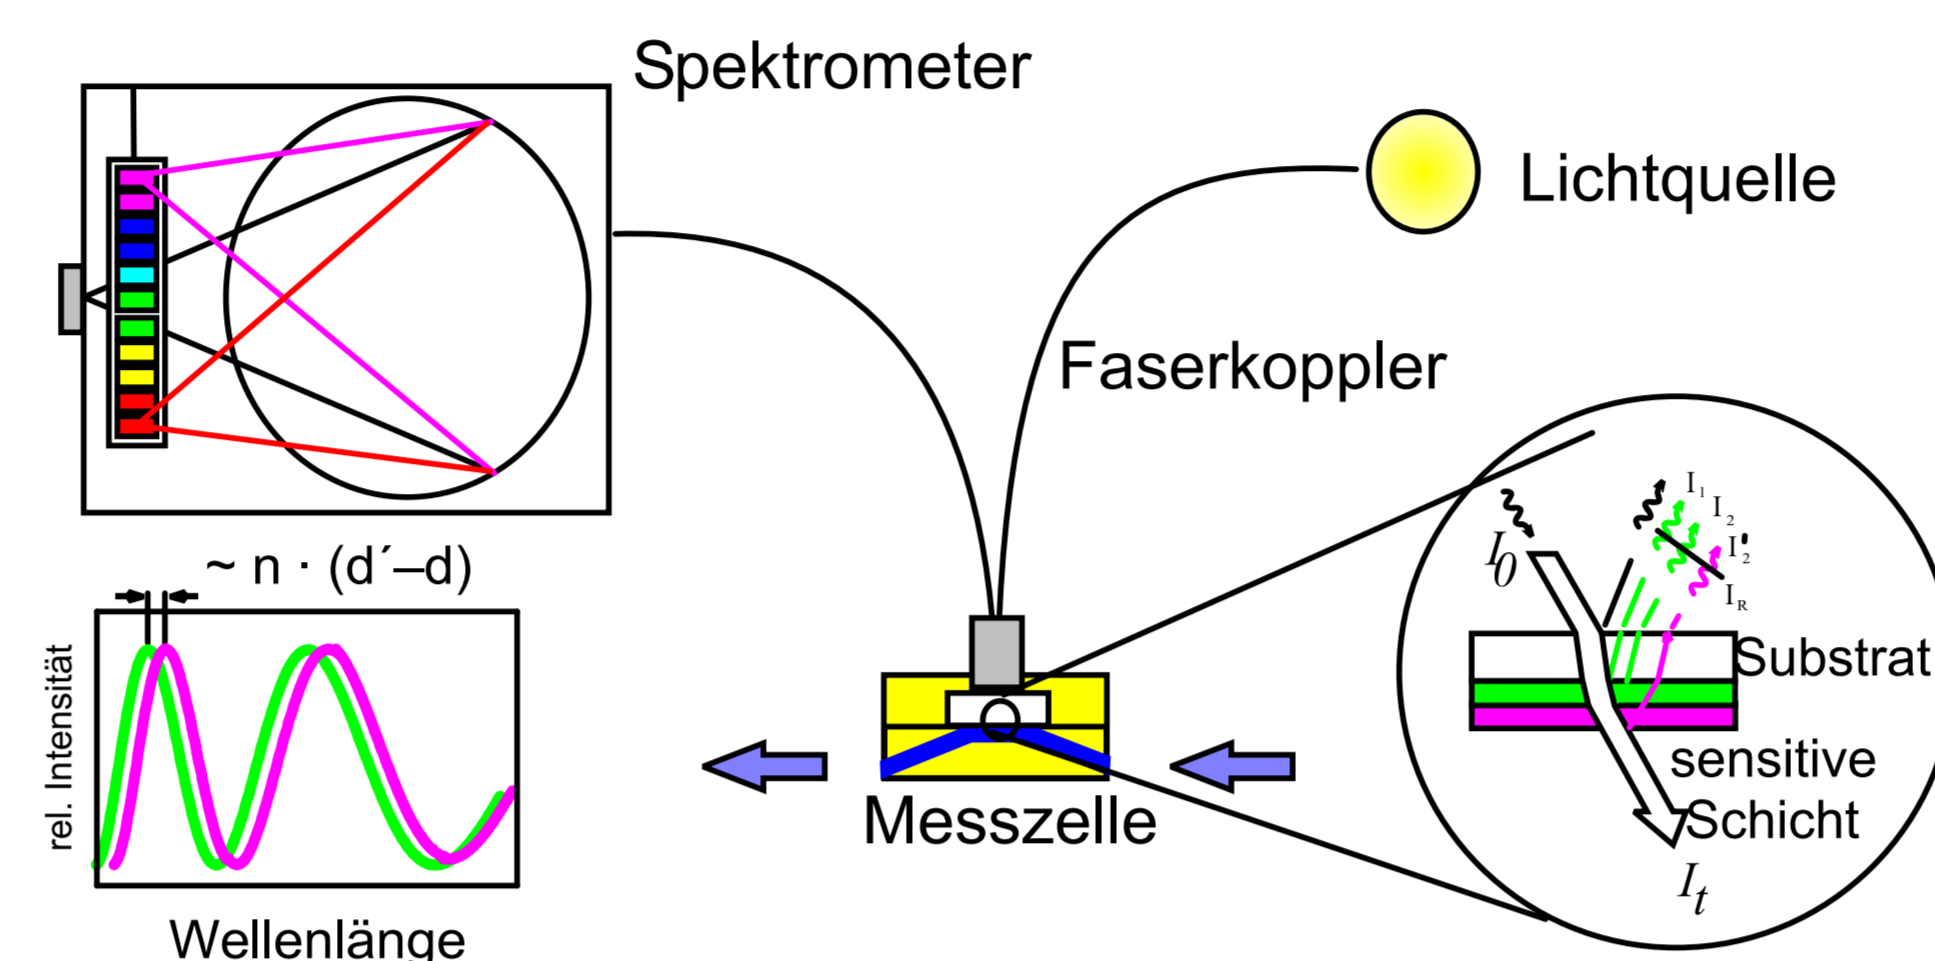 Spektrometer
Lichtquelle
Faserkoppler
~ n · (d´–d)
rel. Intensität
Wellenlänge
Messzelle
I0
I1
I2
I'2
IR
Substrat
sensitive
Schicht
It